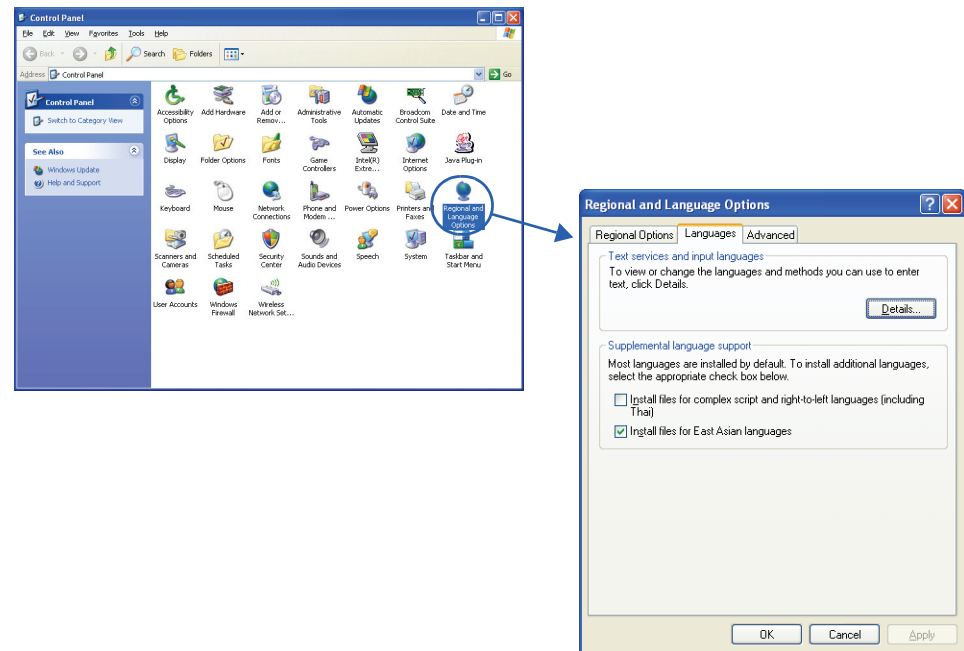 Control Panel
File Edit View Favorites Tools Help
Back Search Folders
Address Control Panel Go
Control Panel
Switch to Category View
See Also
Windows Update
Help and Support
Accessibility Options
Add Hardware
Add or Remov...
Administrative Tools
Automatic Updates
Broadcom Control Suite
Date and Time
Display
Folder Options
Fonts
Game Controllers
Intel(R) Extre...
Internet Options
Java Plug-in
Keyboard
Mouse
Network Connections
Phone and Modem ...
Power Options
Printers and Faxes
Regional and Language Options
Scanners and Cameras
Scheduled Tasks
Security Center
Sounds and Audio Devices
Speech
System
Taskbar and Start Menu
User Accounts
Windows Firewall
Wireless Network Set...
Regional and Language Options
Regional Options Languages Advanced
Text services and input languages
To view or change the languages and methods you can use to enter
text, click Details.
Details...
Supplemental language support
Most languages are installed by default. To install additional languages,
select the appropriate check box below.
Install files for complex script and right-to-left languages (including
Thai)
Install files for East Asian languages
OK Cancel Apply